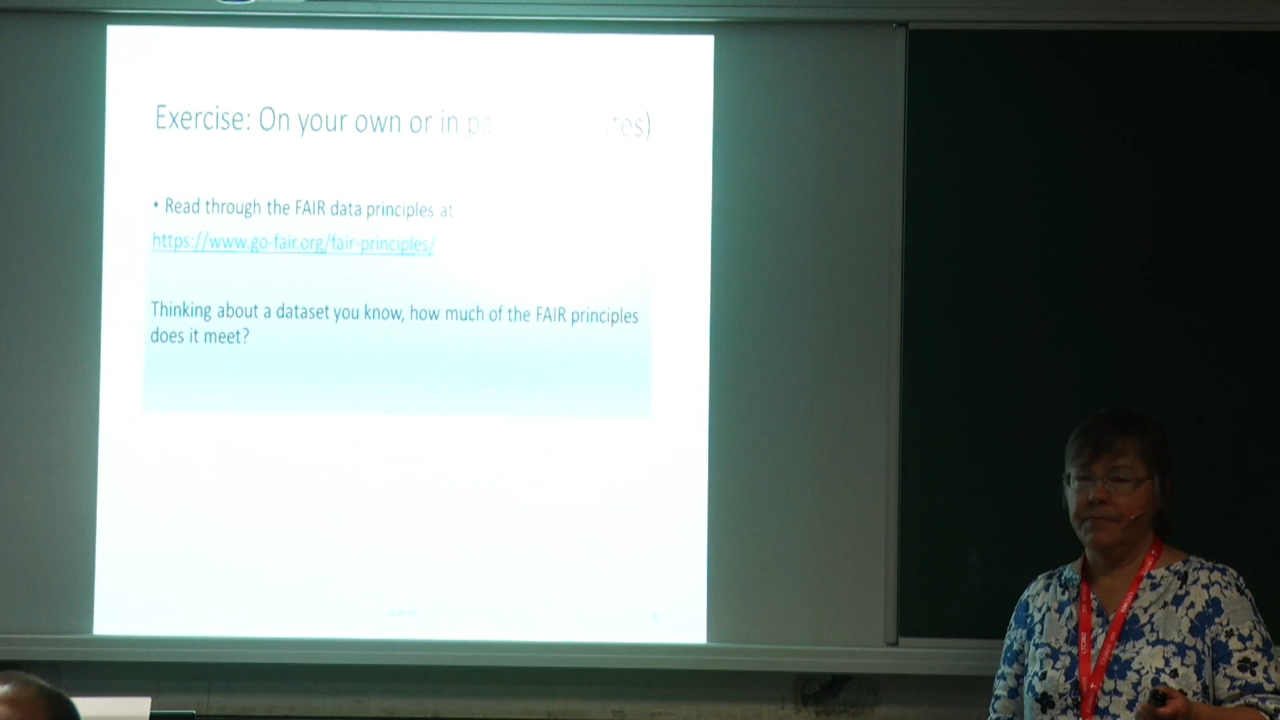 Exercise: On your own or in
• Read through the FAIR data principles at
https://www.go-fair.org/fair-principles/
Thinking about a dataset you know, how much of the FAIR principles
does it meet?